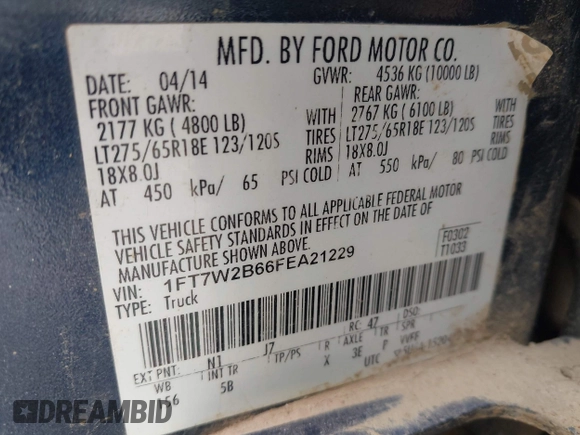 MFD. BY FORD MOTOR CO.
DATE: 04/14 GVWR: 4536 KG (10000 LB)
FRONT GAWR: REAR GAWR:
2177 KG ( 4800 LB) WITH 2767 KG ( 6100 LB) WITH
LT275/65R18E 123/120S TIRES LT275/65R18E 123/120S TIRES
18X8.0J RIMS 18X8.0J RIMS
AT 450 kPa/ 65 PSI COLD AT 550 kPa/ 80 PSI COLD
THIS VEHICLE CONFORMS TO ALL APPLICABLE FEDERAL MOTOR
VEHICLE SAFETY STANDARDS IN EFFECT ON THE DATE OF
MANUFACTURE SHOWN ABOVE.
F0302
T1033
VIN: 1FT7W2B66FEA21229
TYPE: Truck
RC: 47 DSO:
EXT PNT: N1 J7
WB INT TR TP/PS R AXLE TR SPR
56 5B X 3E P VVFF
UTC
DREAMBID